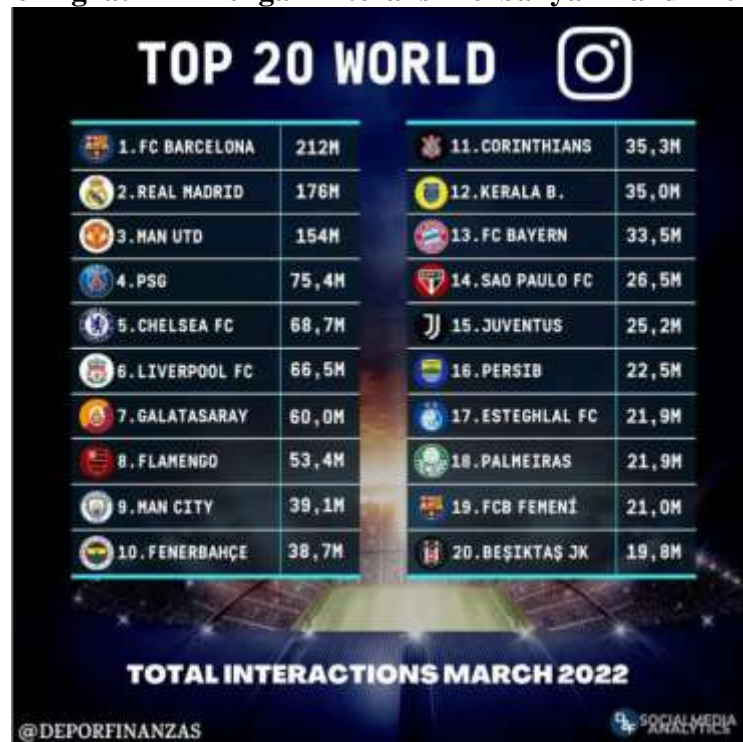 TOP 20 WORLD
1.FC BARCELONA 212M
2.REAL MADRID 176M
3.MAN UTD 154M
4.PSG 75,4M
5.CHELSEA FC 68,7M
6.LIVERPOOL FC 66,5M
7.GALATASARAY 60,0M
8.FLAMENGO 53,4M
9.MAN CITY 39,1M
10.FENERBAHÇE 38,7M
11.CORINTHIANS 35,3M
12.KERALA B. 35,0M
13.FC BAYERN 33,5M
14.SAO PAULO FC 26,5M
15.JUVENTUS 25,2M
16.PERSIB 22,5M
17.ESTEGHLAL FC 21,9M
18.PALMEIRAS 21,9M
19.FCB FEMENÍ 21,0M
20.BEŞIKTAŞ JK 19,8M
TOTAL INTERACTIONS MARCH 2022
@DEPORFINANZAS
SOCIALMEDIA
ANALYTICS